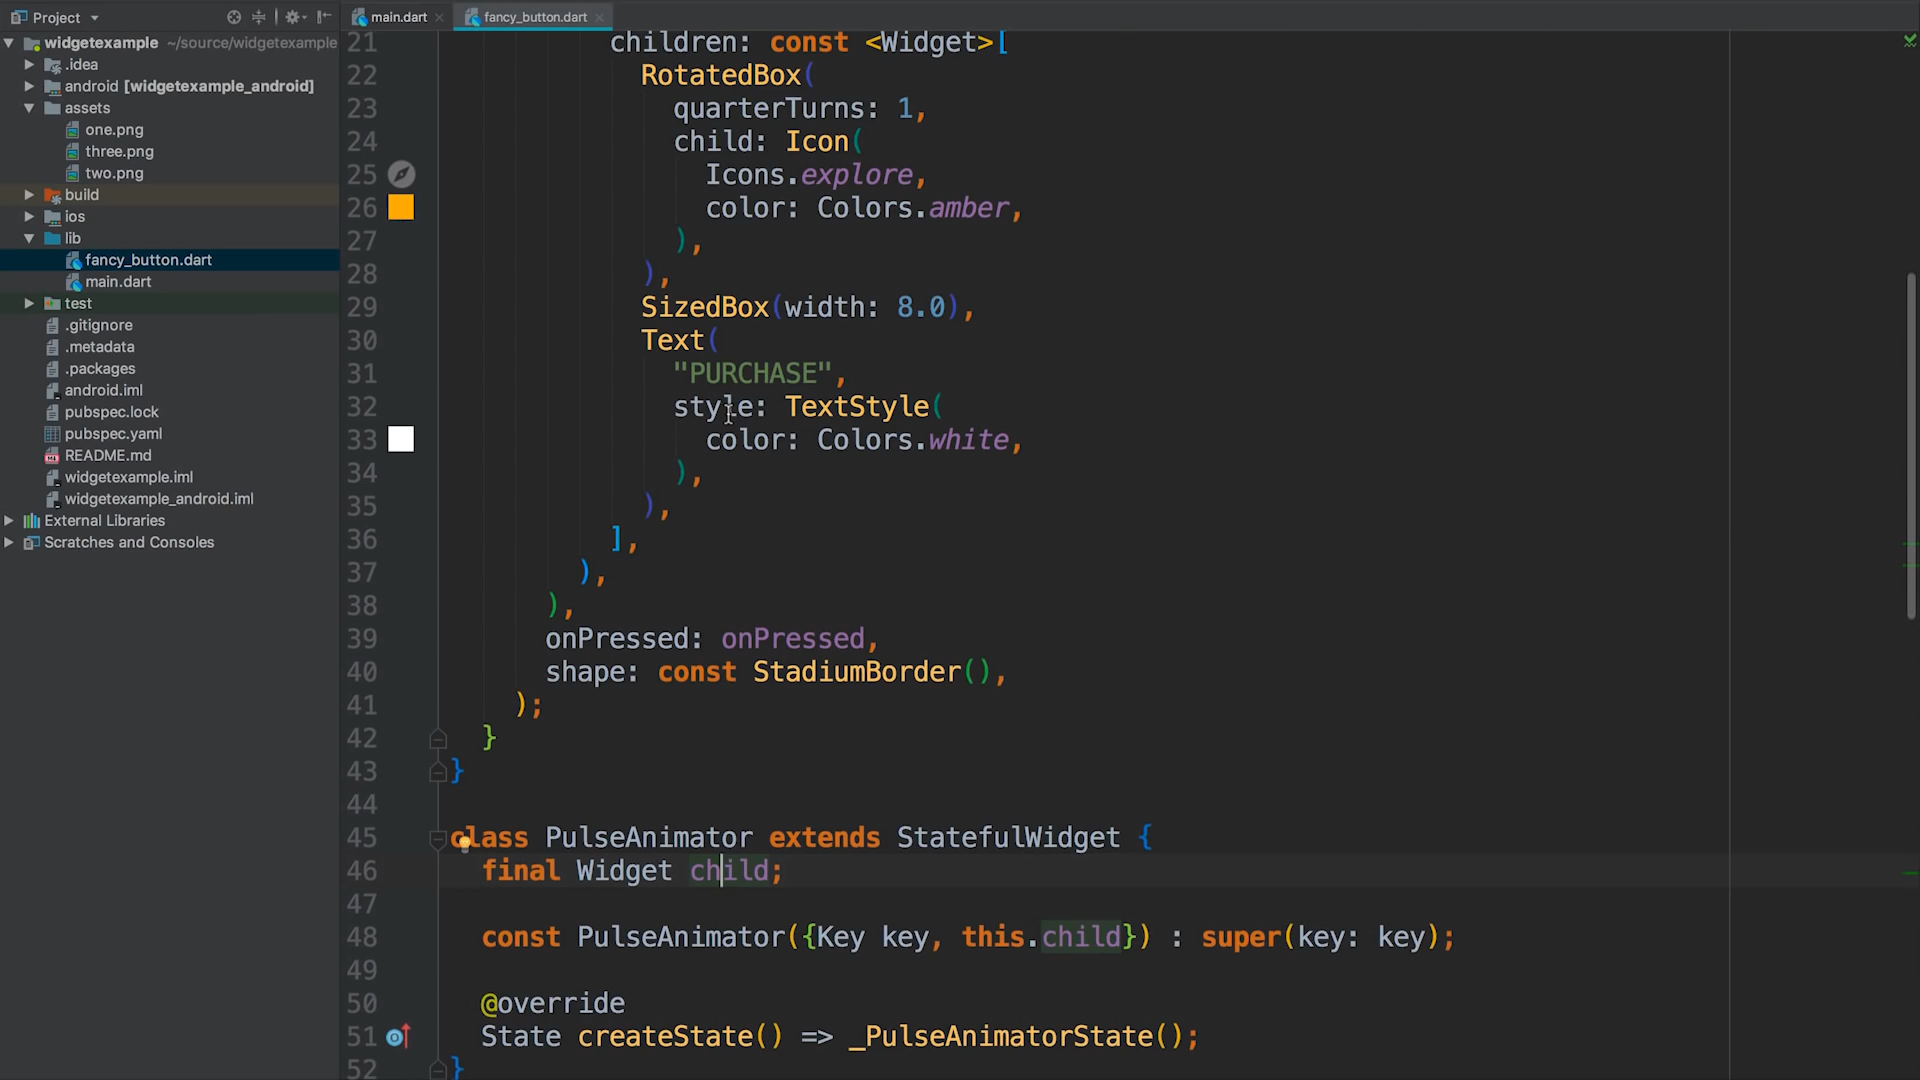 Project
main.dart
fancy_button.dart
widgetexample ~/source/widgetexample
.idea
android [widgetexample_android]
assets
one.png
three.png
two.png
build
ios
lib
fancy_button.dart
main.dart
test
.gitignore
.metadata
.packages
android.iml
pubspec.lock
pubspec.yaml
README.md
widgetexample.iml
widgetexample_android.iml
External Libraries
Scratches and Consoles
21 children: const <Widget>[
22 RotatedBox(
23 quarterTurns: 1,
24 child: Icon(
25 Icons.explore,
26 color: Colors.amber,
27 ),
28 ),
29 SizedBox(width: 8.0),
30 Text(
31 "PURCHASE",
32 style: TextStyle(
33 color: Colors.white,
34 ),
35 ),
36 ],
37 ),
38 ),
39 onPressed: onPressed,
40 shape: const StadiumBorder(),
41 );
42 }
43 }
44
45 class PulseAnimator extends StatefulWidget {
46 final Widget child;
47
48 const PulseAnimator({Key key, this.child}) : super(key: key);
49
50 @override
51 State createState() => _PulseAnimatorState();
52 }